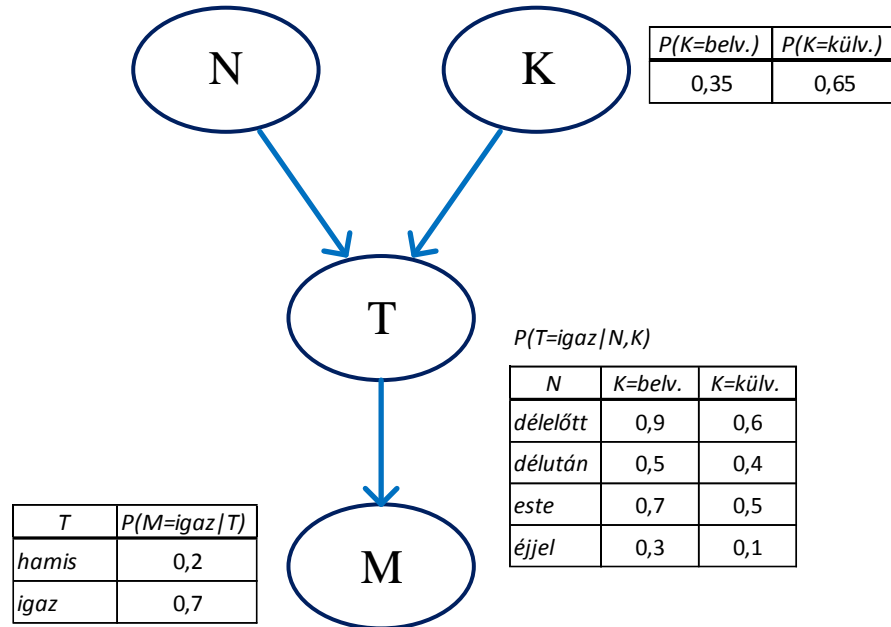 N
K
P(K=belv.) P(K=külv.)
0,35 0,65
T
P(T=igaz|N,K)
N K=belv. K=külv.
délelőtt 0,9 0,6
délután 0,5 0,4
este 0,7 0,5
éjjel 0,3 0,1
T P(M=igaz|T)
hamis 0,2
igaz 0,7
M